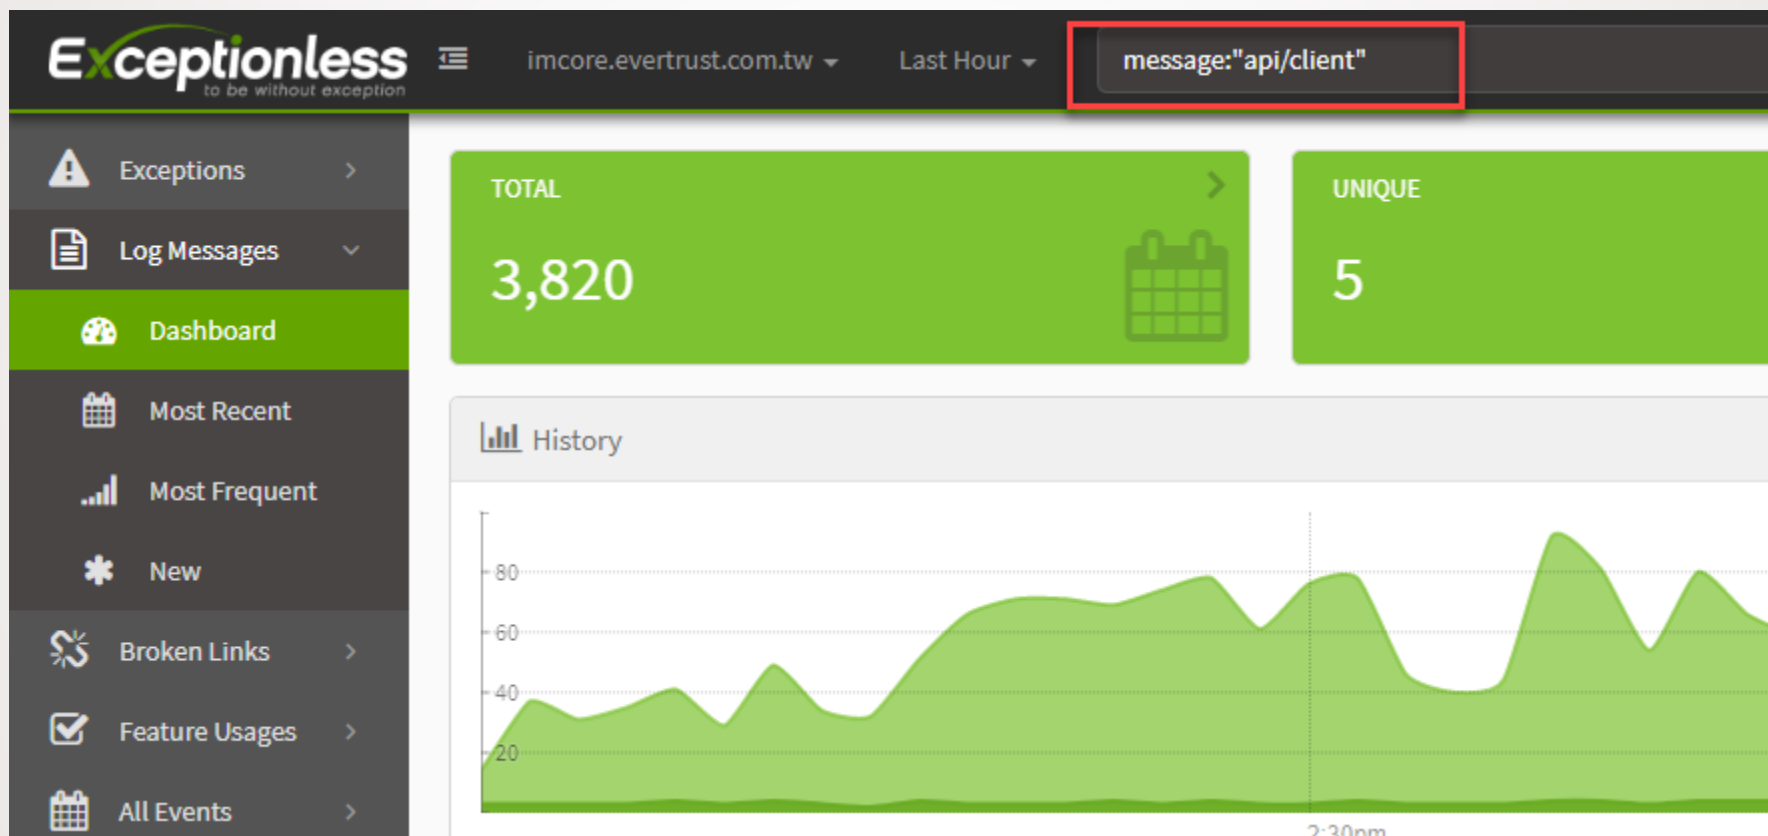 Exceptionless
to be without exception
imcore.evertrust.com.tw
Last Hour
message:"api/client"
Exceptions
Log Messages
Dashboard
Most Recent
Most Frequent
New
Broken Links
Feature Usages
All Events
TOTAL
3,820
UNIQUE
5
History
80
60
40
20
2:30pm